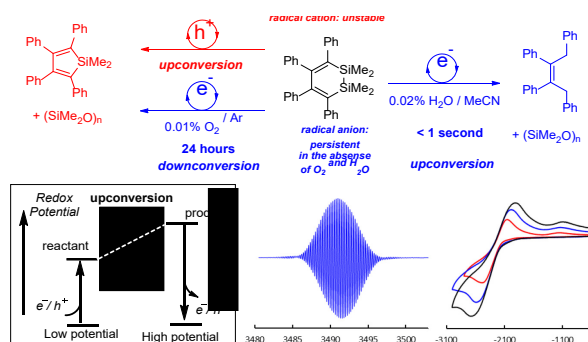 radical cation: unstable
Ph
Ph
h+
Ph
SiMe2
Ph
Ph
upconversion
+ (SiMe2O)n
e-
0.01% O2 / Ar
24 hours
downconversion
Ph
Ph
SiMe2
SiMe2
Ph
Ph
radical anion:
persistent
in the absense
of O2 and H2O
e-
0.02% H2O / MeCN
< 1 second
upconversion
Ph
Ph
Ph
Ph
+ (SiMe2O)n
Redox
Potential
upconversion
reactant
e-/h+
Low potential
High potential
3480
3485
3490
3495
3500
-3100
-2100
-1100